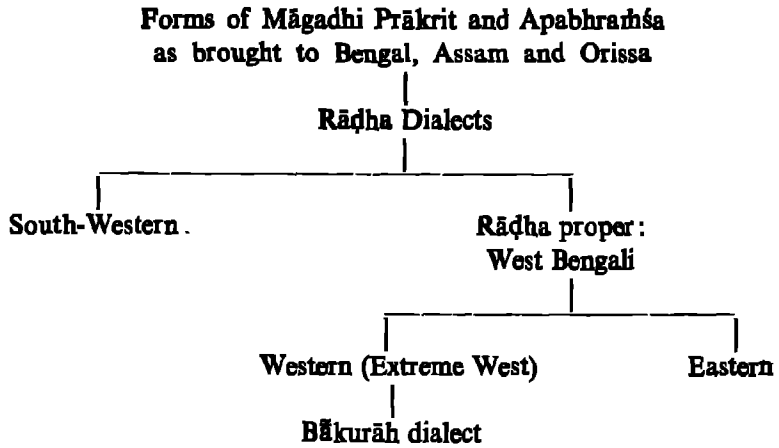 Forms of Māgadhi Prākrit and Apabhraṁśa
as brought to Bengal, Assam and Orissa
Rāḍha Dialects
South-Western.
Rāḍha proper:
West Bengali
Western (Extreme West)
Eastern
Bā̃kurāh dialect